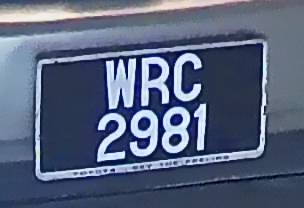 WRC
2981
TOYOTA GET THE FEELING